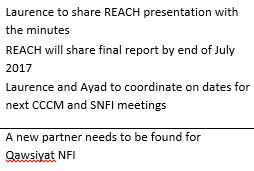 Laurence to share REACH presentation with
the minutes
REACH will share final report by end of July
2017
Laurence and Ayad to coordinate on dates for
next CCCM and SNFI meetings
A new partner needs to be found for
Qawsiyat NFI